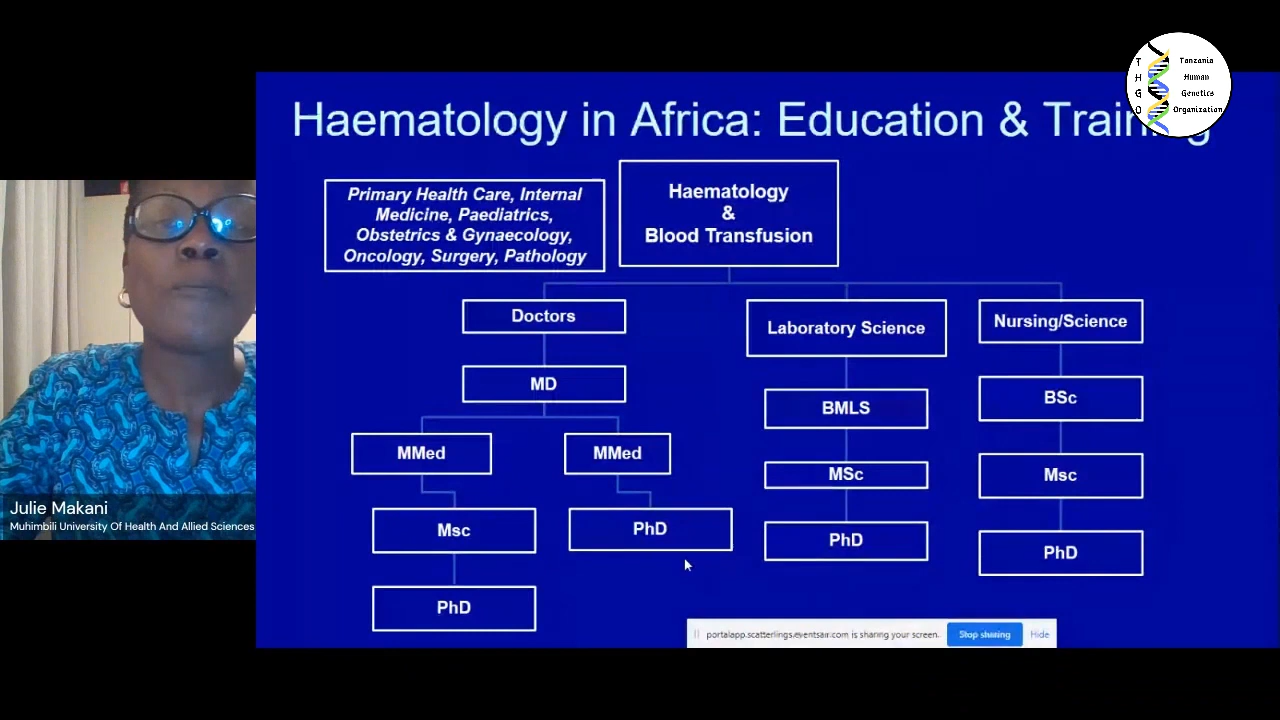 Haematology in Africa: Education & Training
T
H
G
O
Tanzania
Human
Genetics
Organization
Primary Health Care, Internal
Medicine, Paediatrics,
Obstetrics & Gynaecology,
Oncology, Surgery, Pathology
Haematology
&
Blood Transfusion
Doctors
Laboratory Science
Nursing/Science
MD
BMLS
BSc
MMed
MMed
MSc
Msc
Msc
PhD
PhD
PhD
PhD
Julie Makani
Muhimbili University Of Health And Allied Sciences
portalapp.scatterlings.eventsair.com is sharing your screen.
Stop sharing
Hide